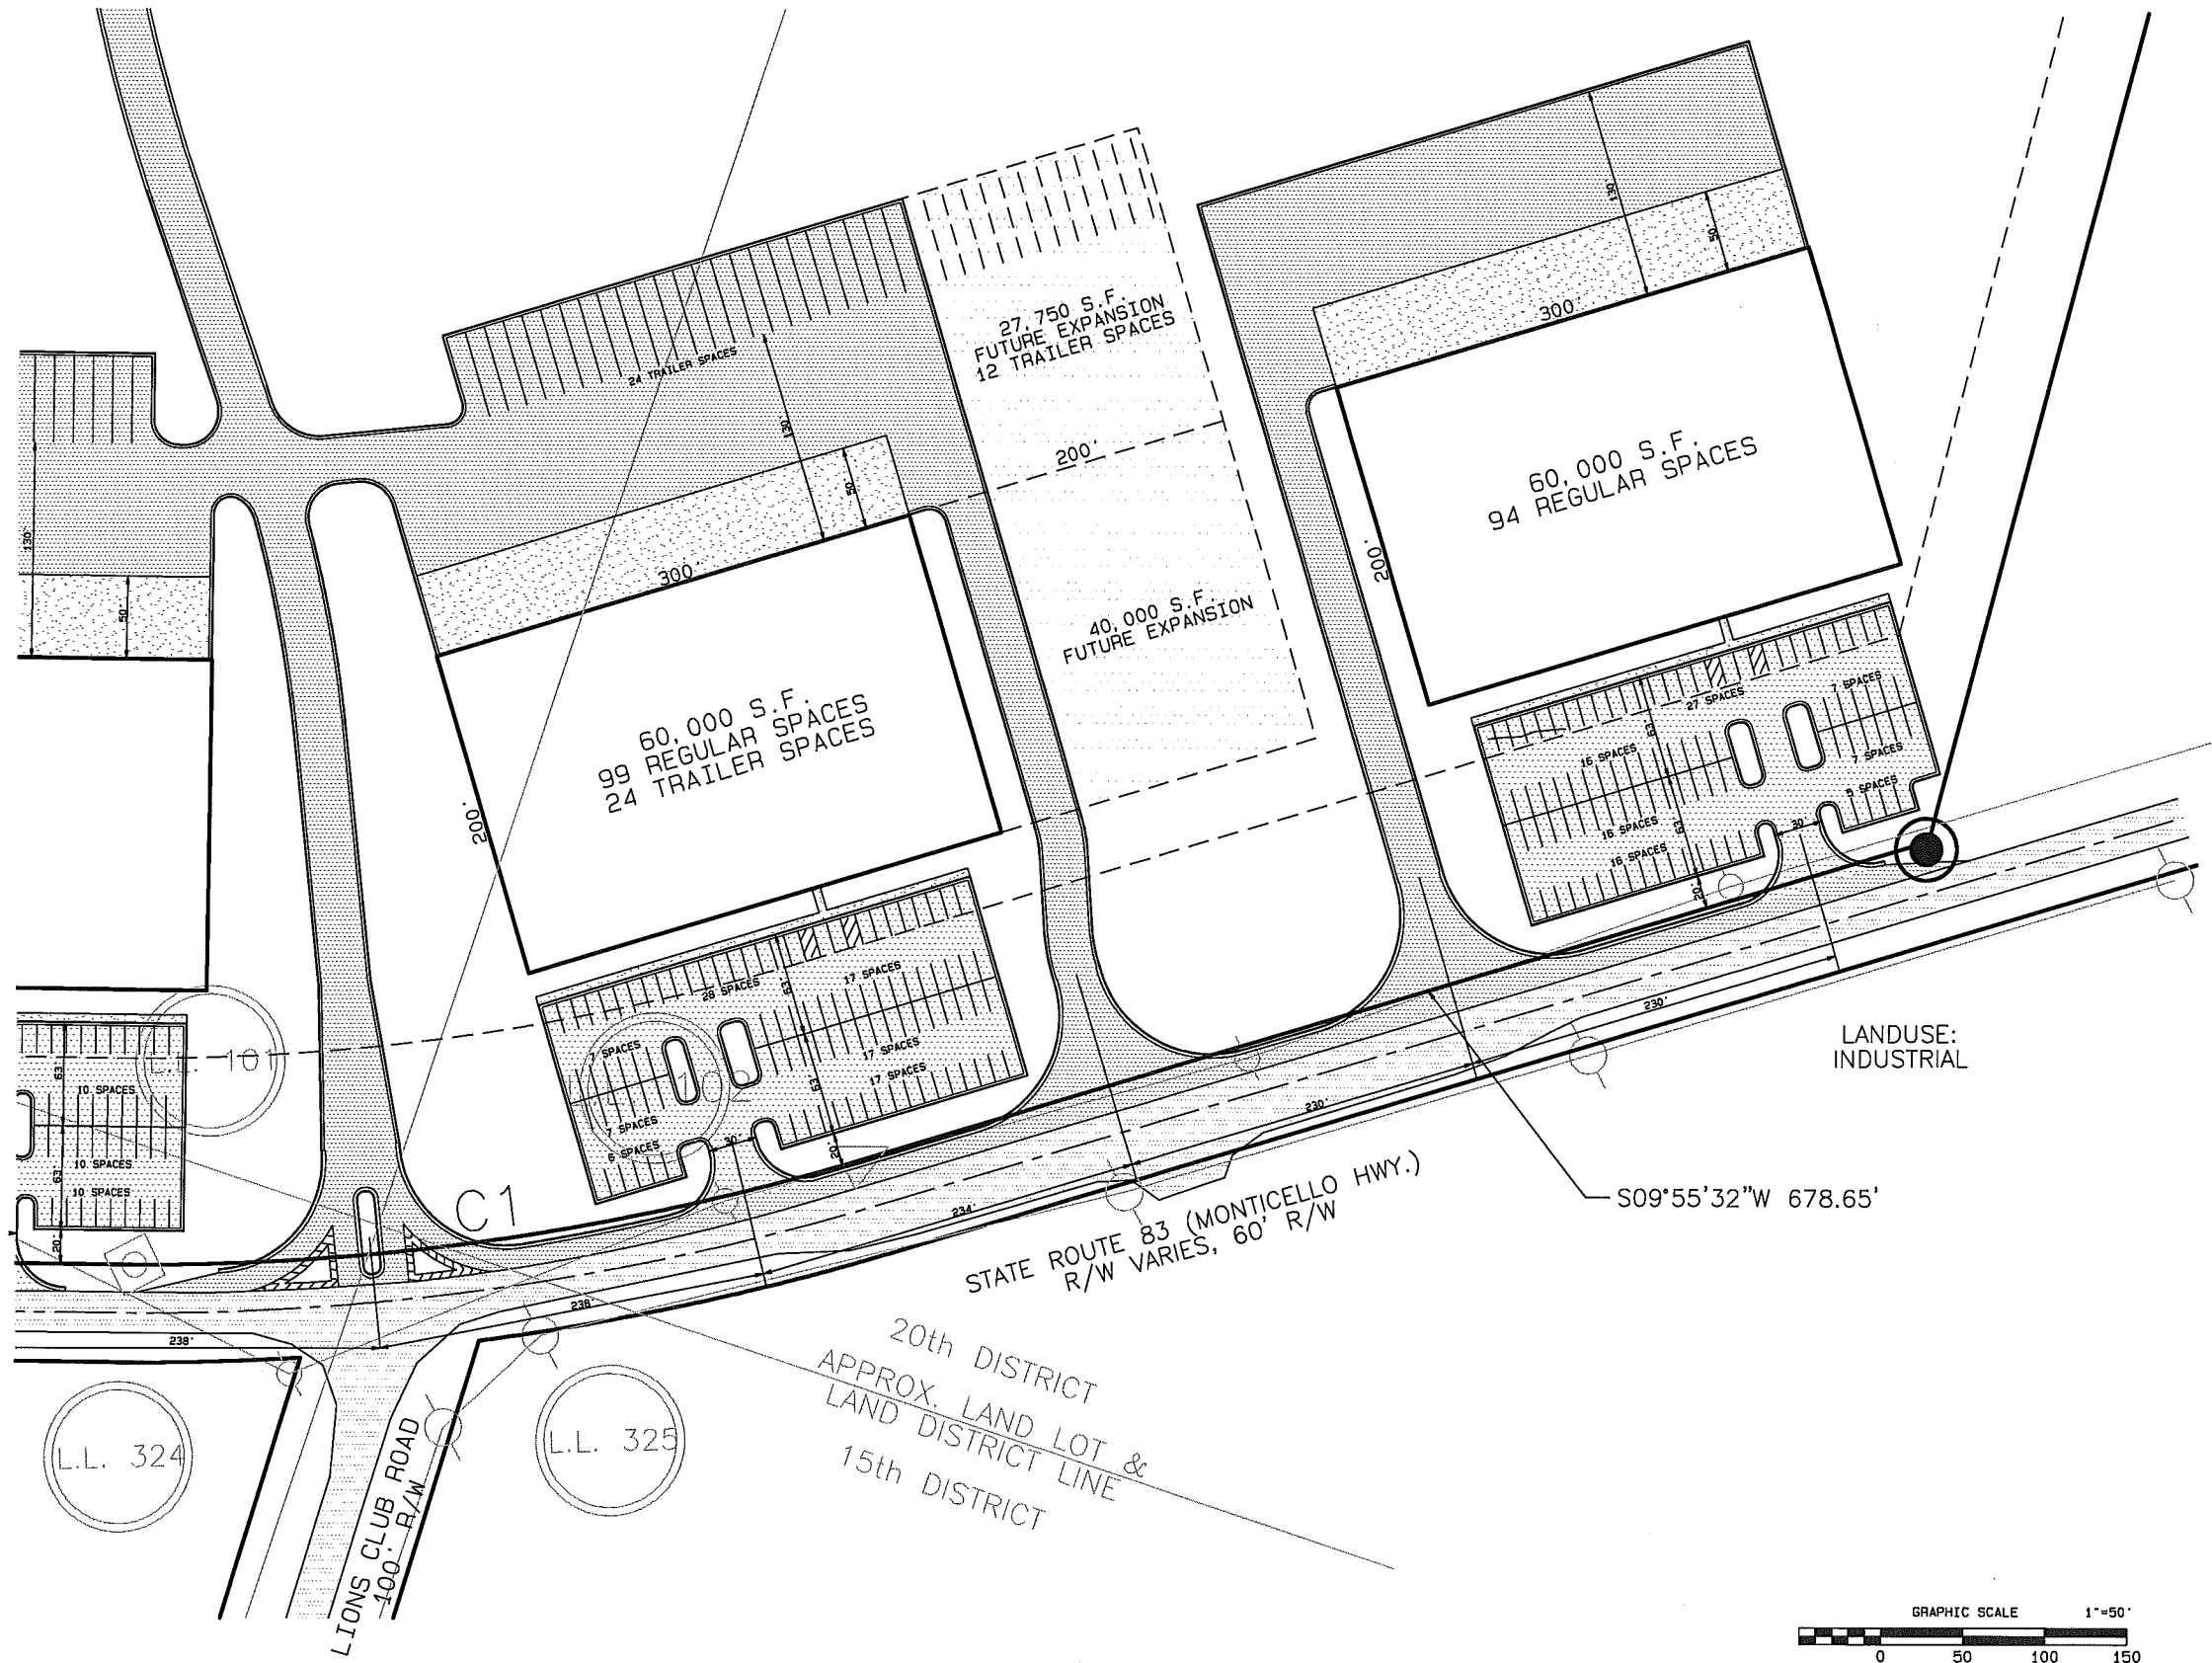 130'
50'
300'
27,750 S.F.
FUTURE EXPANSION
12 TRAILER SPACES
24 TRAILER SPACES
130'
50'
200'
60,000 S.F.
94 REGULAR SPACES
200'
130'
50'
300'
40,000 S.F.
FUTURE EXPANSION
60,000 S.F.
99 REGULAR SPACES
24 TRAILER SPACES
200'
27 SPACES
7 SPACES
63
16 SPACES
7 SPACES
5 SPACES
63
16 SPACES
30'
16 SPACES
20'
28 SPACES
17 SPACES
63
7 SPACES
17 SPACES
63
17 SPACES
7 SPACES
6 SPACES
30'
20'
L.L. 101
102
63
10 SPACES
63
10 SPACES
10 SPACES
20'
C1
230'
230'
234'
238'
238'
LANDUSE:
INDUSTRIAL
S09°55'32"W 678.65'
STATE ROUTE 83 (MONTICELLO HWY.)
R/W VARIES, 60' R/W
20th DISTRICT
APPROX. LAND LOT &
LAND DISTRICT LINE
15th DISTRICT
L.L. 324
L.L. 325
LIONS CLUB ROAD
100' R/W
GRAPHIC SCALE 1"=50'
0 50 100 150